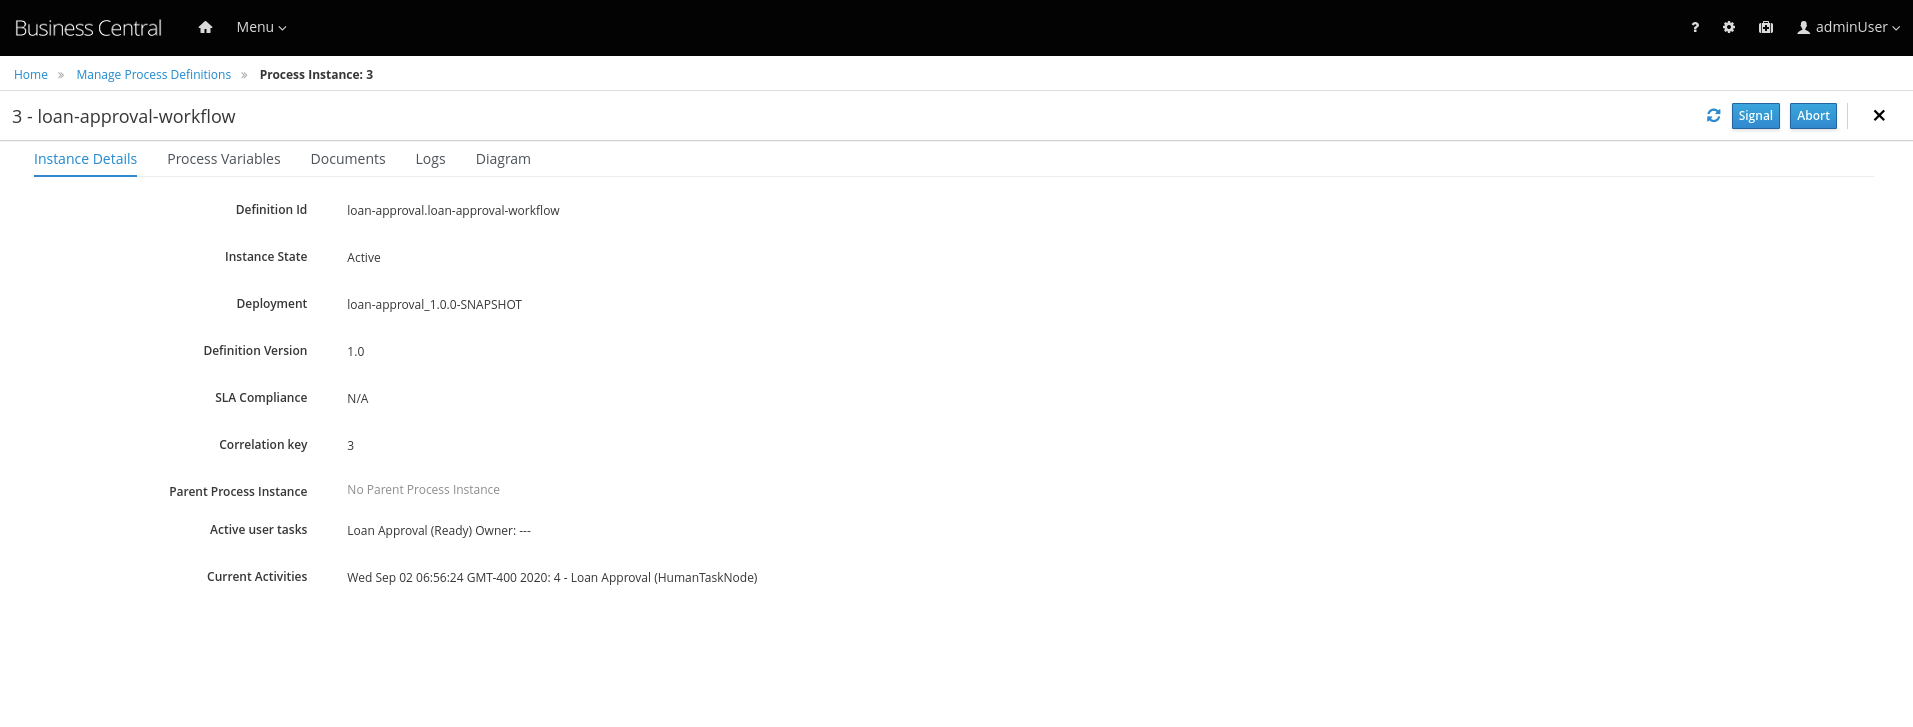 Business Central Menu ? adminUser
Home » Manage Process Definitions » Process Instance: 3
3 - loan-approval-workflow Signal Abort
Instance Details Process Variables Documents Logs Diagram
Definition Id loan-approval.loan-approval-workflow
Instance State Active
Deployment loan-approval_1.0.0-SNAPSHOT
Definition Version 1.0
SLA Compliance N/A
Correlation key 3
Parent Process Instance No Parent Process Instance
Active user tasks Loan Approval (Ready) Owner: ---
Current Activities Wed Sep 02 06:56:24 GMT-400 2020: 4 - Loan Approval (HumanTaskNode)